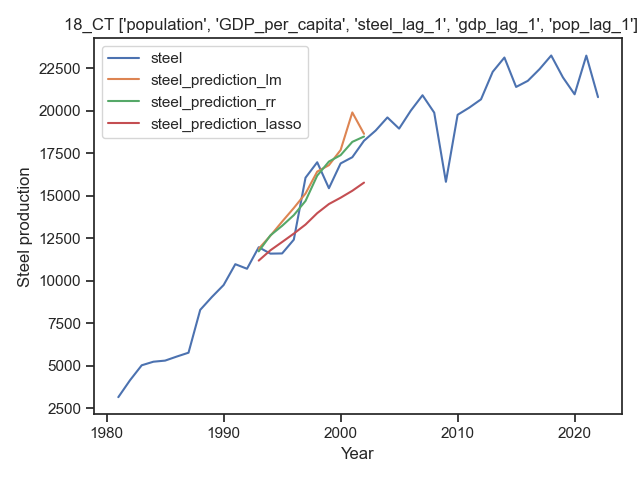 18_CT ['population', 'GDP_per_capita', 'steel_lag_1', 'gdp_lag_1', 'pop_lag_1']
steel
steel_prediction_lm
steel_prediction_rr
steel_prediction_lasso
Steel production
22500
20000
17500
15000
12500
10000
7500
5000
2500
1980
1990
2000
2010
2020
Year